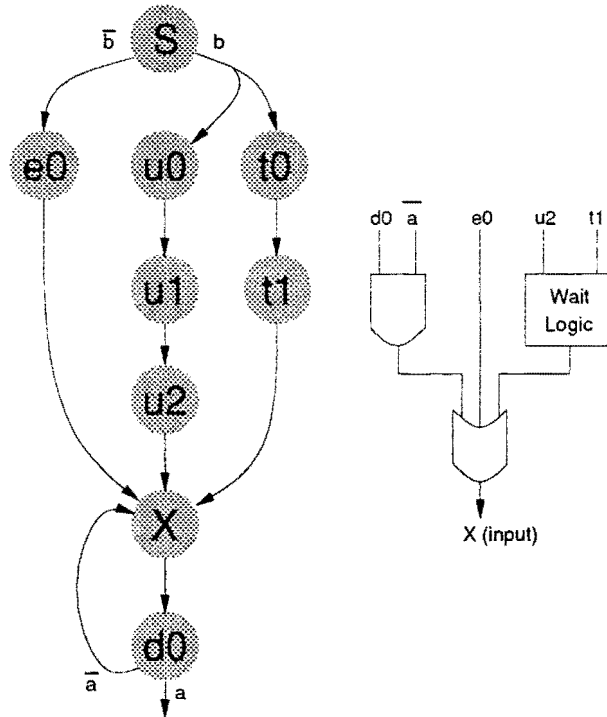 b̅ S b
e0 u0 t0
d0 a̅ e0 u2 t1
u1 t1
Wait
Logic
u2
X
X (input)
d0
a̅ a